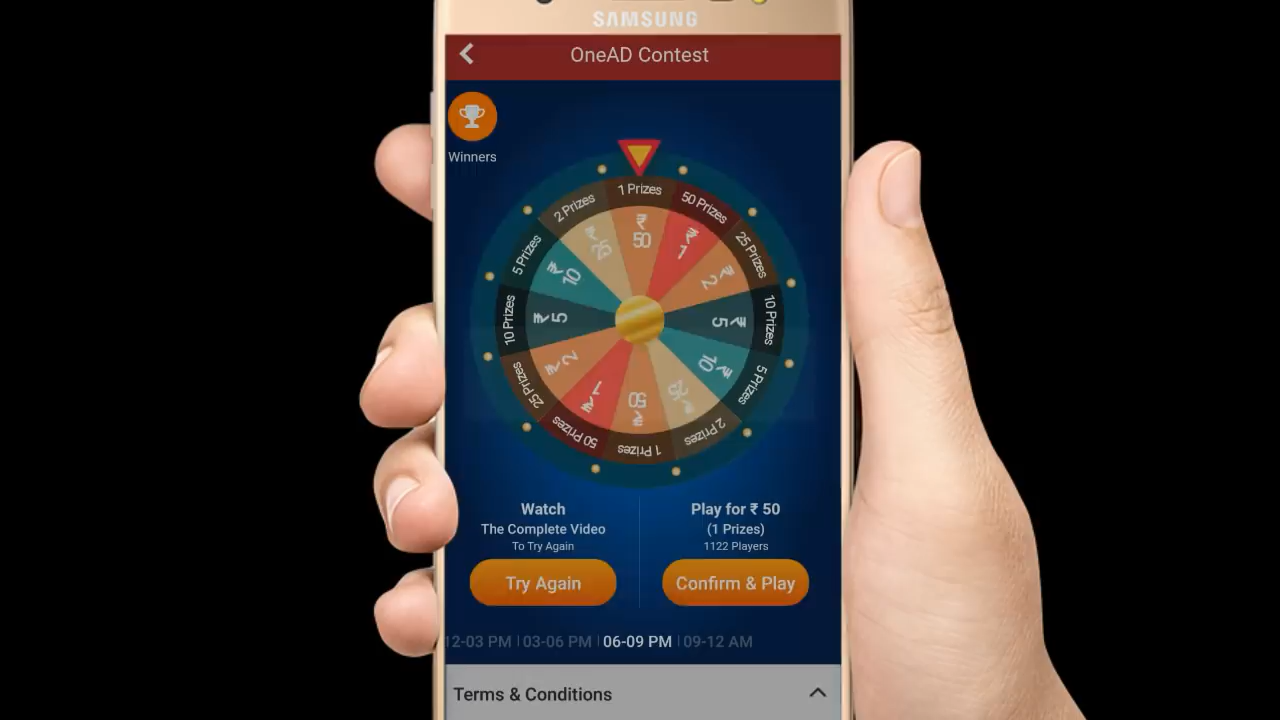 SAMSUNG
OneAD Contest
Winners
1 Prizes
₹ 50
50 Prizes
₹ 1
25 Prizes
₹ 2
10 Prizes
₹ 5
5 Prizes
₹ 10
2 Prizes
₹ 25
1 Prizes
₹ 50
50 Prizes
₹ 1
25 Prizes
₹ 2
10 Prizes
₹ 5
5 Prizes
₹ 10
2 Prizes
₹ 25
Watch
The Complete Video
To Try Again
Try Again
Play for ₹ 50
(1 Prizes)
1122 Players
Confirm & Play
12-03 PM | 03-06 PM | 06-09 PM | 09-12 AM
Terms & Conditions